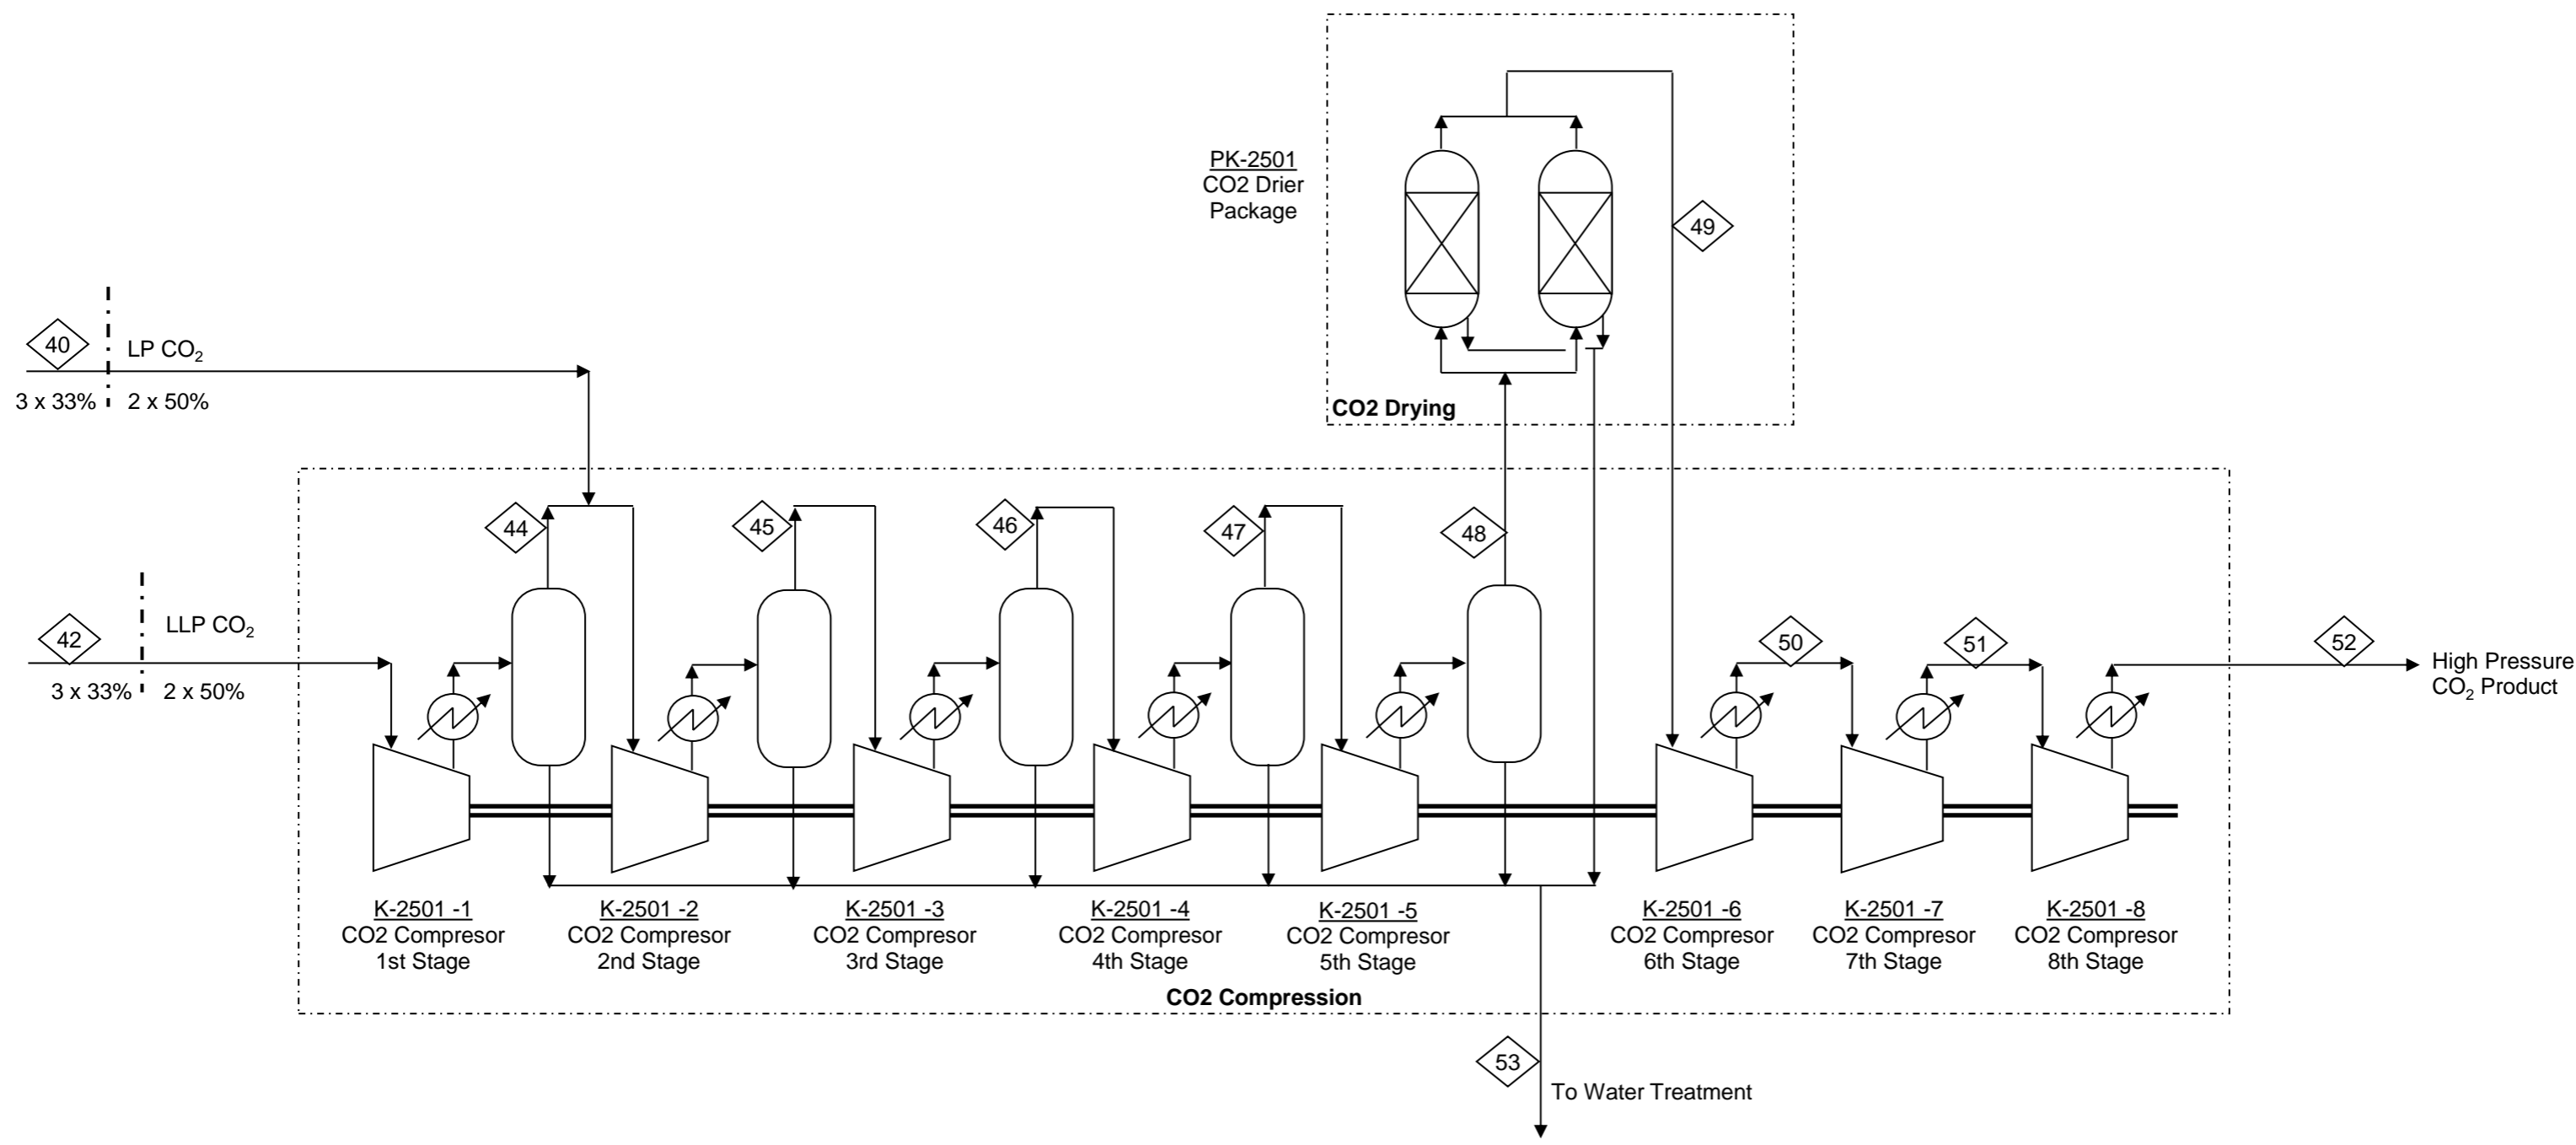 PK-2501
CO2 Drier
Package
49
40
LP CO₂
3 x 33%
2 x 50%
CO2 Drying
44
45
46
47
48
42
LLP CO₂
3 x 33%
2 x 50%
50
51
52
High Pressure
CO₂ Product
K-2501 -1
CO2 Compresor
1st Stage
K-2501 -2
CO2 Compresor
2nd Stage
K-2501 -3
CO2 Compresor
3rd Stage
K-2501 -4
CO2 Compresor
4th Stage
K-2501 -5
CO2 Compresor
5th Stage
K-2501 -6
CO2 Compresor
6th Stage
K-2501 -7
CO2 Compresor
7th Stage
K-2501 -8
CO2 Compresor
8th Stage
CO2 Compression
53
To Water Treatment